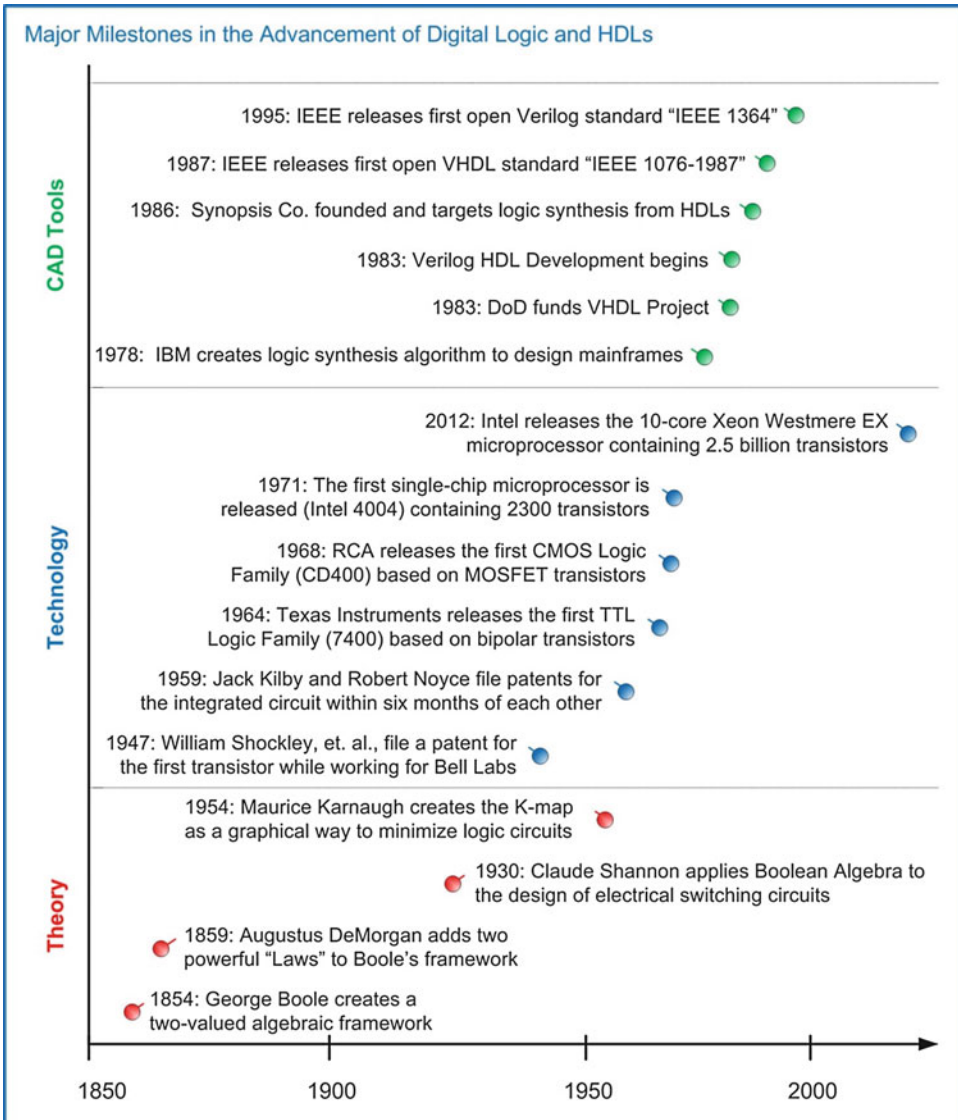 Major Milestones in the Advancement of Digital Logic and HDLs
CAD Tools
1995: IEEE releases first open Verilog standard “IEEE 1364”
1987: IEEE releases first open VHDL standard “IEEE 1076-1987”
1986:  Synopsis Co. founded and targets logic synthesis from HDLs
1983: Verilog HDL Development begins
1983: DoD funds VHDL Project
1978:  IBM creates logic synthesis algorithm to design mainframes
Technology
2012: Intel releases the 10-core Xeon Westmere EX
microprocessor containing 2.5 billion transistors
1971: The first single-chip microprocessor is
released (Intel 4004) containing 2300 transistors
1968: RCA releases the first CMOS Logic
Family (CD400) based on MOSFET transistors
1964: Texas Instruments releases the first TTL
Logic Family (7400) based on bipolar transistors
1959: Jack Kilby and Robert Noyce file patents for
the integrated circuit within six months of each other
1947: William Shockley, et. al., file a patent for
the first transistor while working for Bell Labs
Theory
1954: Maurice Karnaugh creates the K-map
as a graphical way to minimize logic circuits
1930: Claude Shannon applies Boolean Algebra to
the design of electrical switching circuits
1859: Augustus DeMorgan adds two
powerful “Laws” to Boole’s framework
1854: George Boole creates a
two-valued algebraic framework
1850 1900 1950 2000